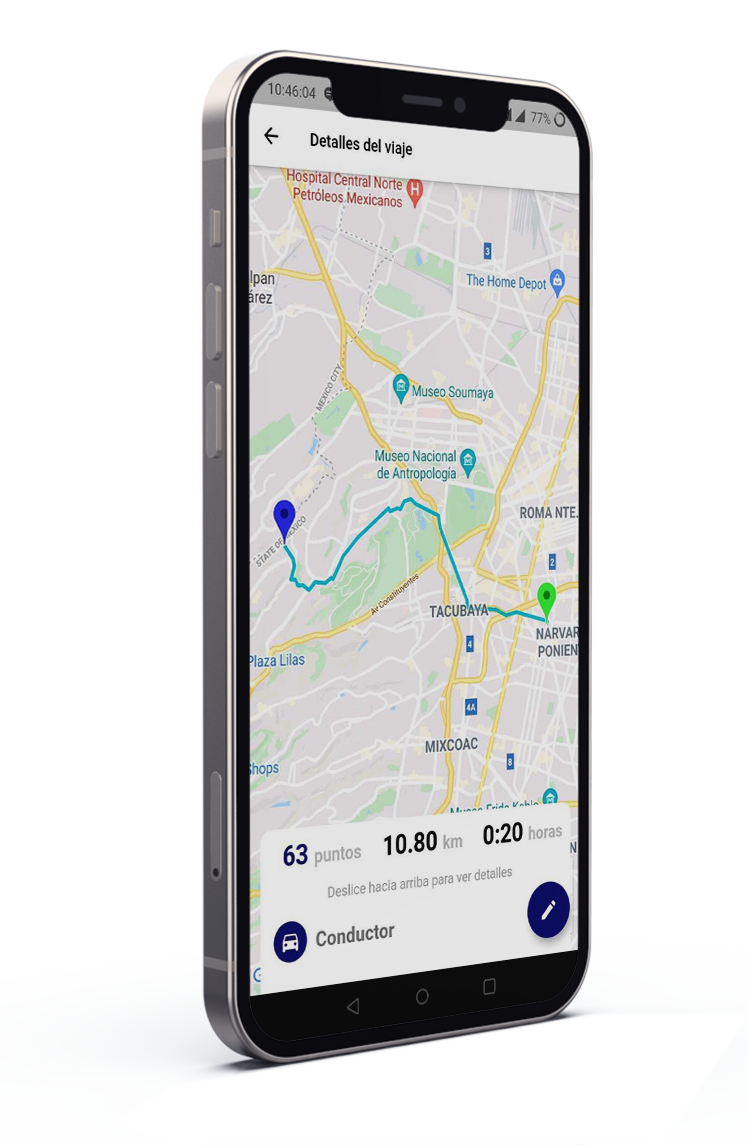 10:46:04
77%
Detalles del viaje
Hospital Central Norte
Petróleos Mexicanos
H
3
The Home Depot
lpan
árez
MEXICO CITY
Museo Soumaya
Museo Nacional
de Antropología
ROMA NTE.
STATE OF MEXICO
2
Av Constituyentes
TACUBAYA
NARVAR
PONIEN
4
Plaza Lilas
4A
MIXCOAC
8
Shops
Museo Frida Kahlo
N
63 puntos 10.80 km 0:20 horas
Deslice hacia arriba para ver detalles
Conductor
G